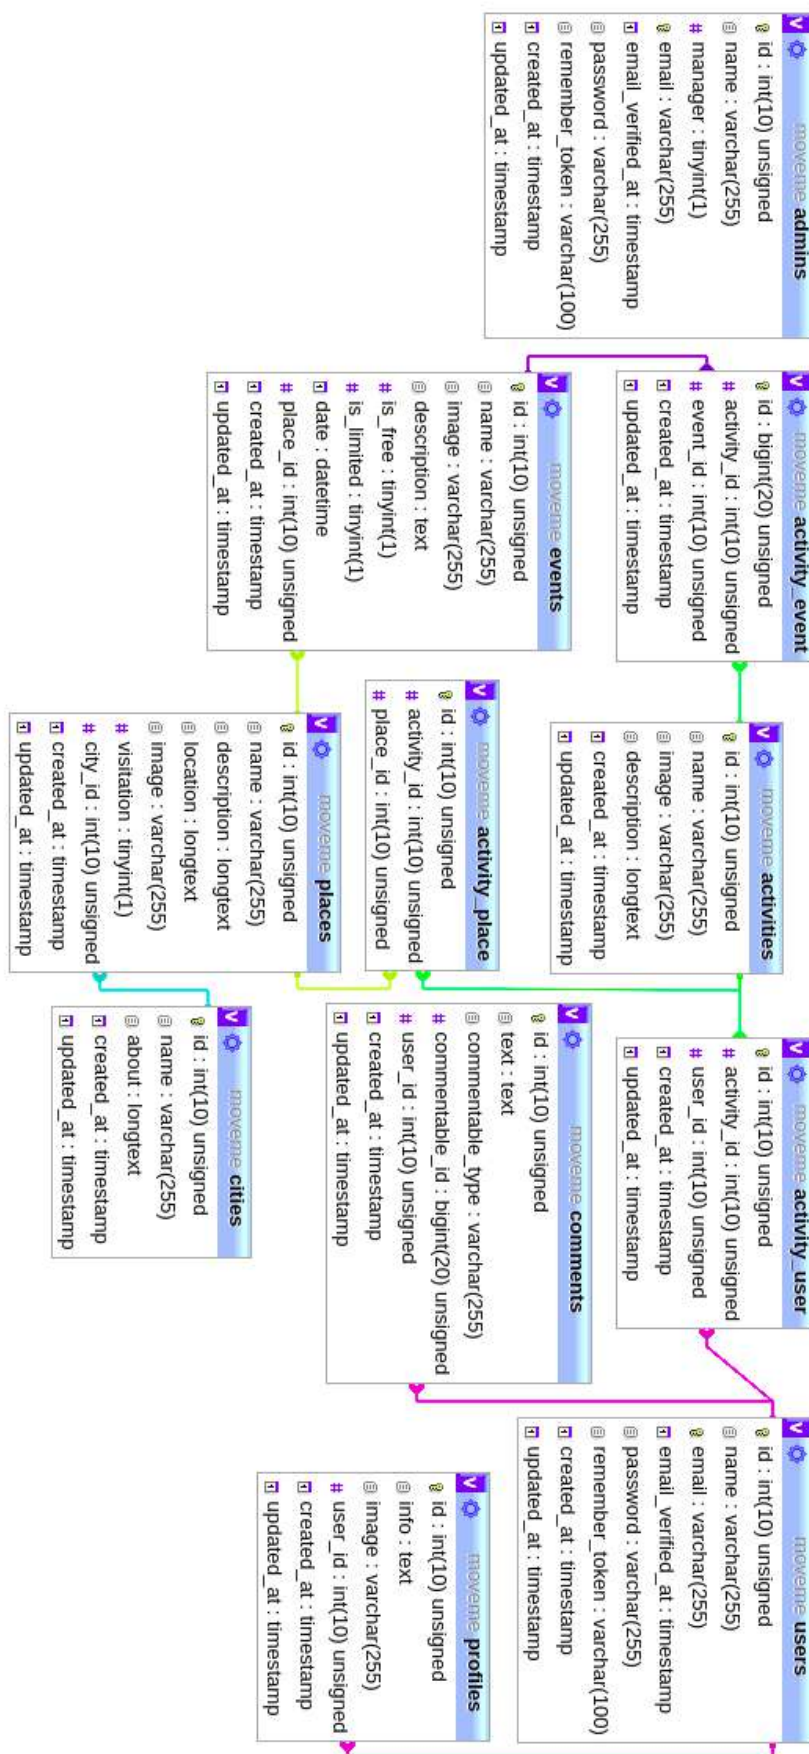 moveme admins
id : int(10) unsigned
name : varchar(255)
manager : tinyint(1)
email : varchar(255)
email_verified_at : timestamp
password : varchar(255)
remember_token : varchar(100)
created_at : timestamp
updated_at : timestamp
moveme activity_event
id : bigint(20) unsigned
activity_id : int(10) unsigned
event_id : int(10) unsigned
created_at : timestamp
updated_at : timestamp
moveme events
id : int(10) unsigned
name : varchar(255)
image : varchar(255)
description : text
is_free : tinyint(1)
is_limited : tinyint(1)
date : datetime
place_id : int(10) unsigned
created_at : timestamp
updated_at : timestamp
moveme activities
id : int(10) unsigned
name : varchar(255)
image : varchar(255)
description : longtext
created_at : timestamp
updated_at : timestamp
moveme activity_place
id : int(10) unsigned
activity_id : int(10) unsigned
place_id : int(10) unsigned
moveme places
id : int(10) unsigned
name : varchar(255)
description : longtext
location : longtext
image : varchar(255)
visitation : tinyint(1)
city_id : int(10) unsigned
created_at : timestamp
updated_at : timestamp
moveme activity_user
id : int(10) unsigned
activity_id : int(10) unsigned
user_id : int(10) unsigned
created_at : timestamp
updated_at : timestamp
moveme comments
id : int(10) unsigned
text : text
commentable_type : varchar(255)
commentable_id : bigint(20) unsigned
user_id : int(10) unsigned
created_at : timestamp
updated_at : timestamp
moveme cities
id : int(10) unsigned
name : varchar(255)
about : longtext
created_at : timestamp
updated_at : timestamp
moveme users
id : int(10) unsigned
name : varchar(255)
email : varchar(255)
email_verified_at : timestamp
password : varchar(255)
remember_token : varchar(100)
created_at : timestamp
updated_at : timestamp
moveme profiles
id : int(10) unsigned
info : text
image : varchar(255)
user_id : int(10) unsigned
created_at : timestamp
updated_at : timestamp